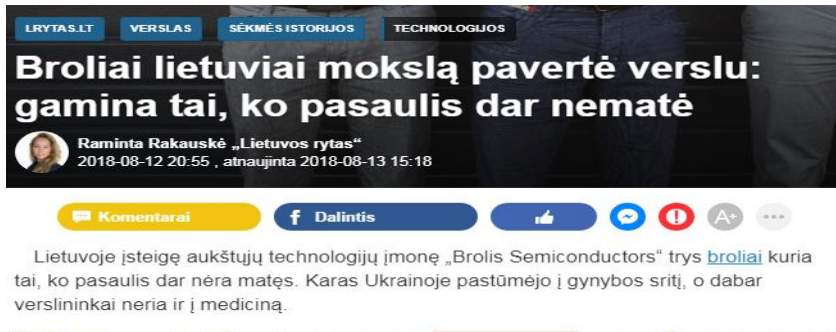 LRYTAS.LT VERSLAS SĖKMĖS ISTORIJOS TECHNOLOGIJOS
Broliai lietuviai mokslą pavertė verslu:
gamina tai, ko pasaulis dar nematė
Raminta Rakauskė „Lietuvos rytas“
2018-08-12 20:55 , atnaujinta 2018-08-13 15:18
Komentarai f Dalintis A+
Lietuvoje įsteigę aukštųjų technologijų įmonę „Brolis Semiconductors“ trys broliai kuria
tai, ko pasaulis dar nėra matęs. Karas Ukrainoje pastūmėjo į gynybos sritį, o dabar
verslininkai neria ir į mediciną.